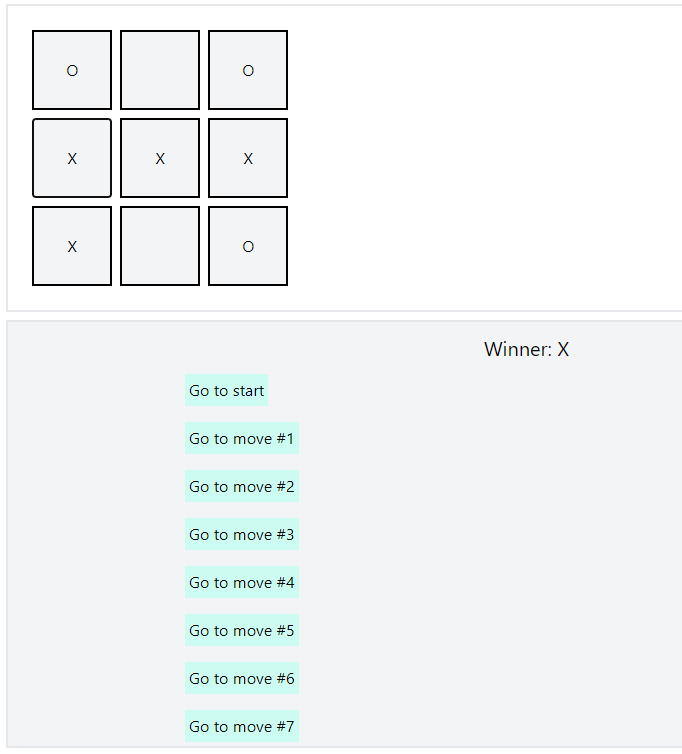 O O
X X X
X O
Winner: X
Go to start
Go to move #1
Go to move #2
Go to move #3
Go to move #4
Go to move #5
Go to move #6
Go to move #7